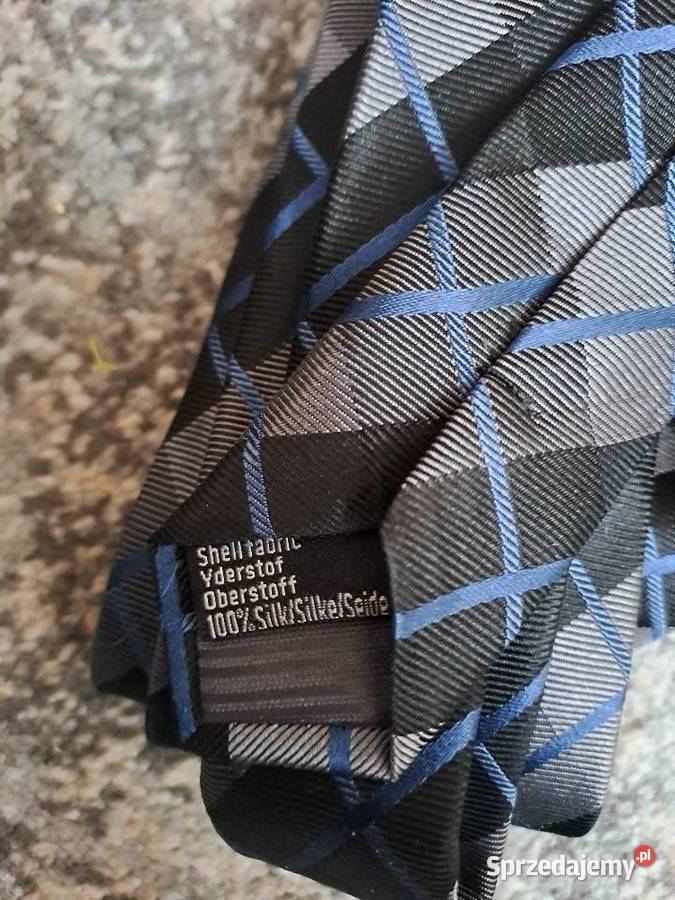 Shell fabric
Yderstof
Oberstoff
100% Silk/Silke/Seide
Sprzedajemy.pl